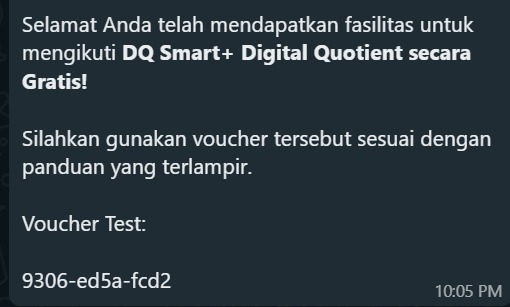 Selamat Anda telah mendapatkan fasilitas untuk
mengikuti DQ Smart+ Digital Quotient secara
Gratis!
Silahkan gunakan voucher tersebut sesuai dengan
panduan yang terlampir.
Voucher Test:
9306-ed5a-fcd2
10:05 PM